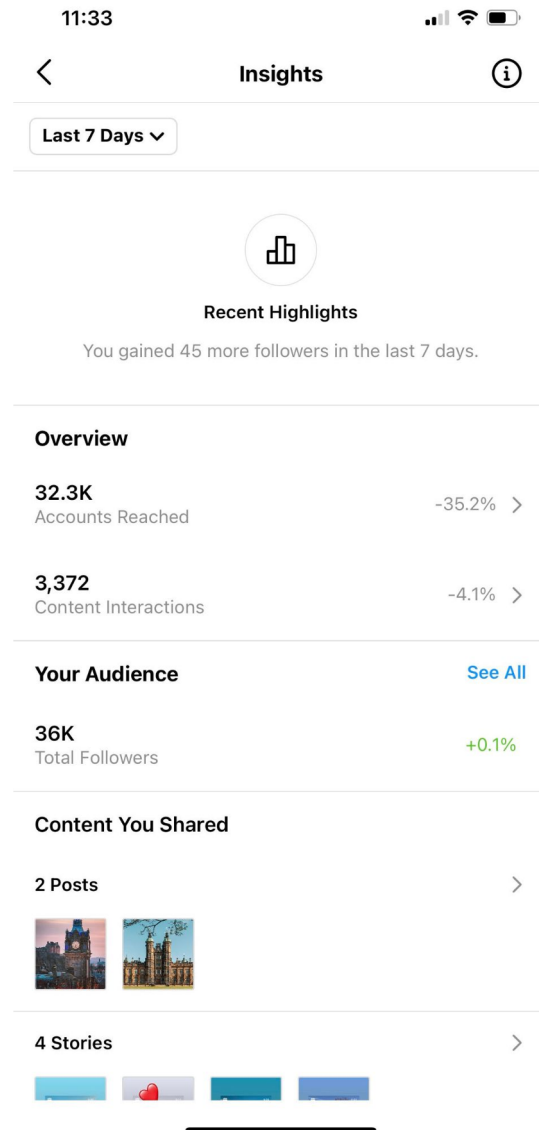 11:33
Insights
Last 7 Days
Recent Highlights
You gained 45 more followers in the last 7 days.
Overview
32.3K
Accounts Reached
-35.2%
3,372
Content Interactions
-4.1%
Your Audience
See All
36K
Total Followers
+0.1%
Content You Shared
2 Posts
4 Stories